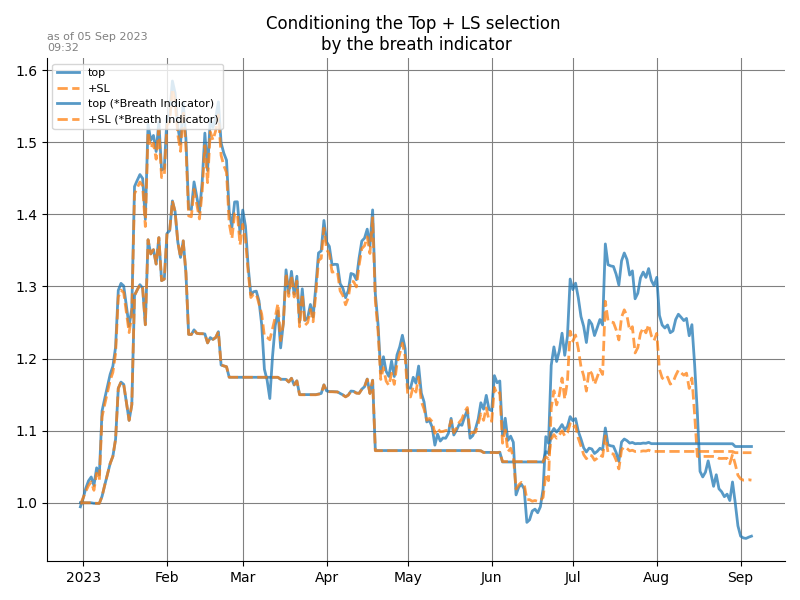 Conditioning the Top + LS selection
by the breath indicator
as of 05 Sep 2023
09:32
top
+SL
top (*Breath Indicator)
+SL (*Breath Indicator)
1.6
1.5
1.4
1.3
1.2
1.1
1.0
2023 Feb Mar Apr May Jun Jul Aug Sep